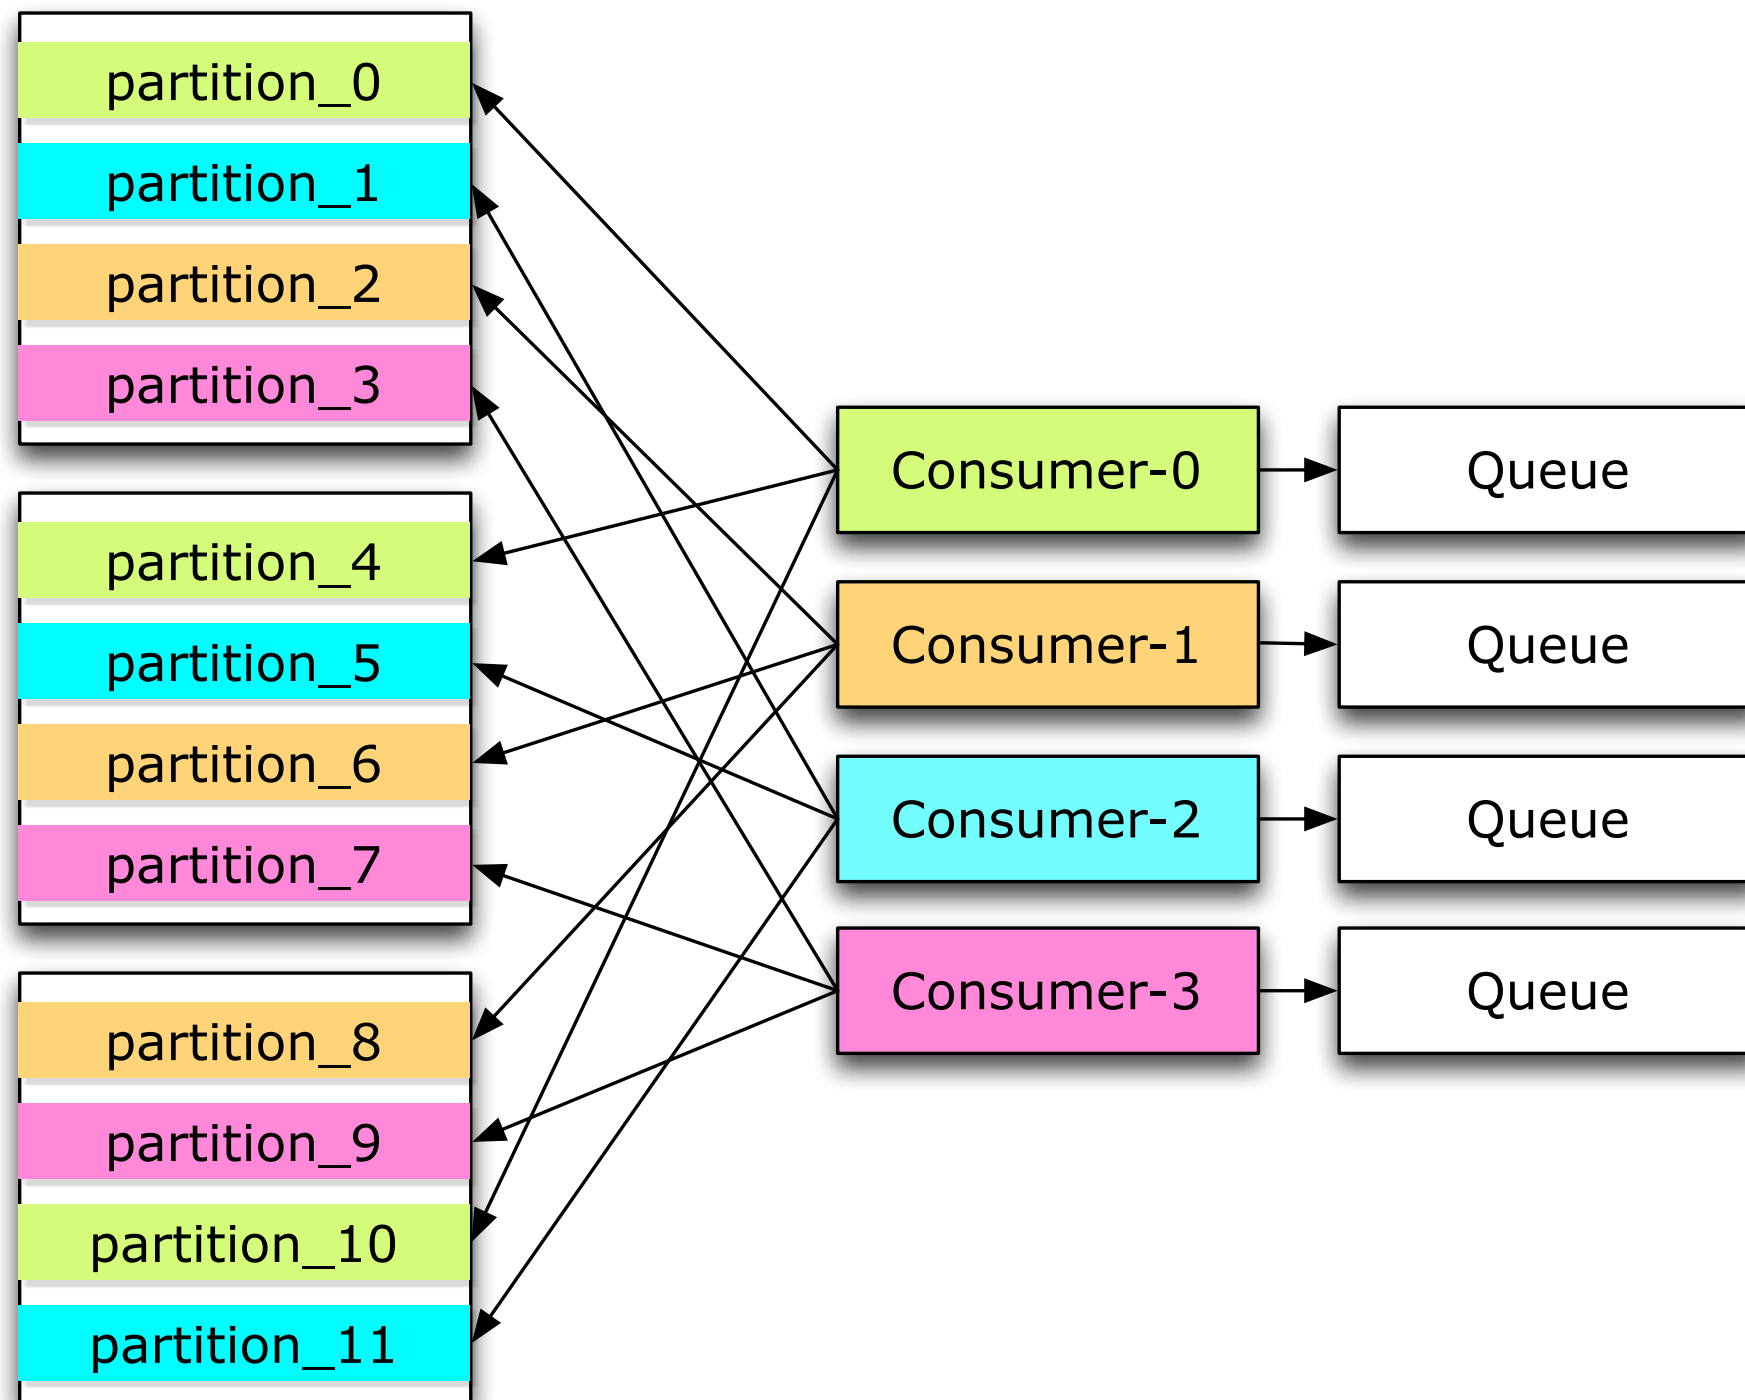 partition_0
partition_1
partition_2
partition_3
partition_4
partition_5
partition_6
partition_7
partition_8
partition_9
partition_10
partition_11
Consumer-0
Queue
Consumer-1
Queue
Consumer-2
Queue
Consumer-3
Queue